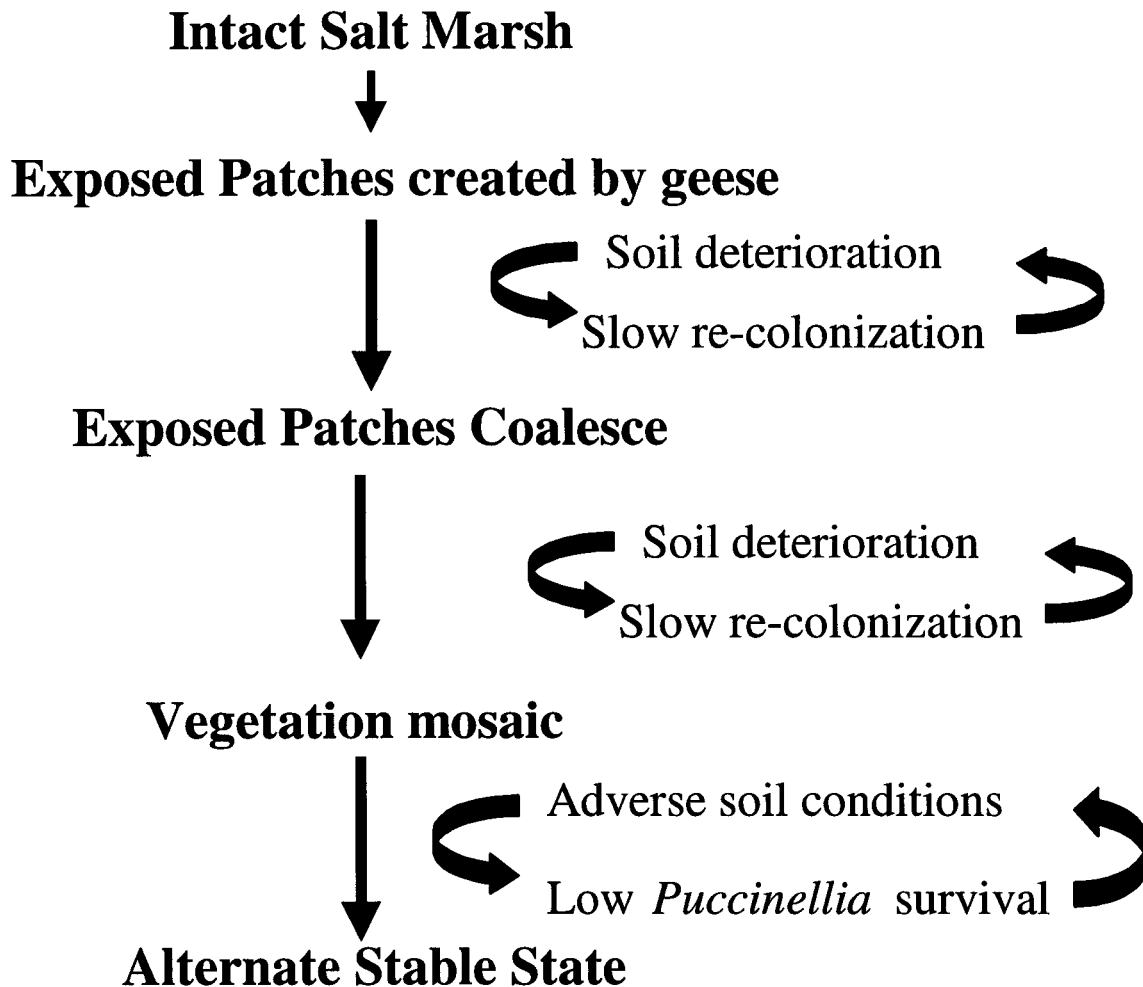 Intact Salt Marsh
Exposed Patches created by geese
Soil deterioration
Slow re-colonization
Exposed Patches Coalesce
Soil deterioration
Slow re-colonization
Vegetation mosaic
Adverse soil conditions
Low Puccinellia survival
Alternate Stable State